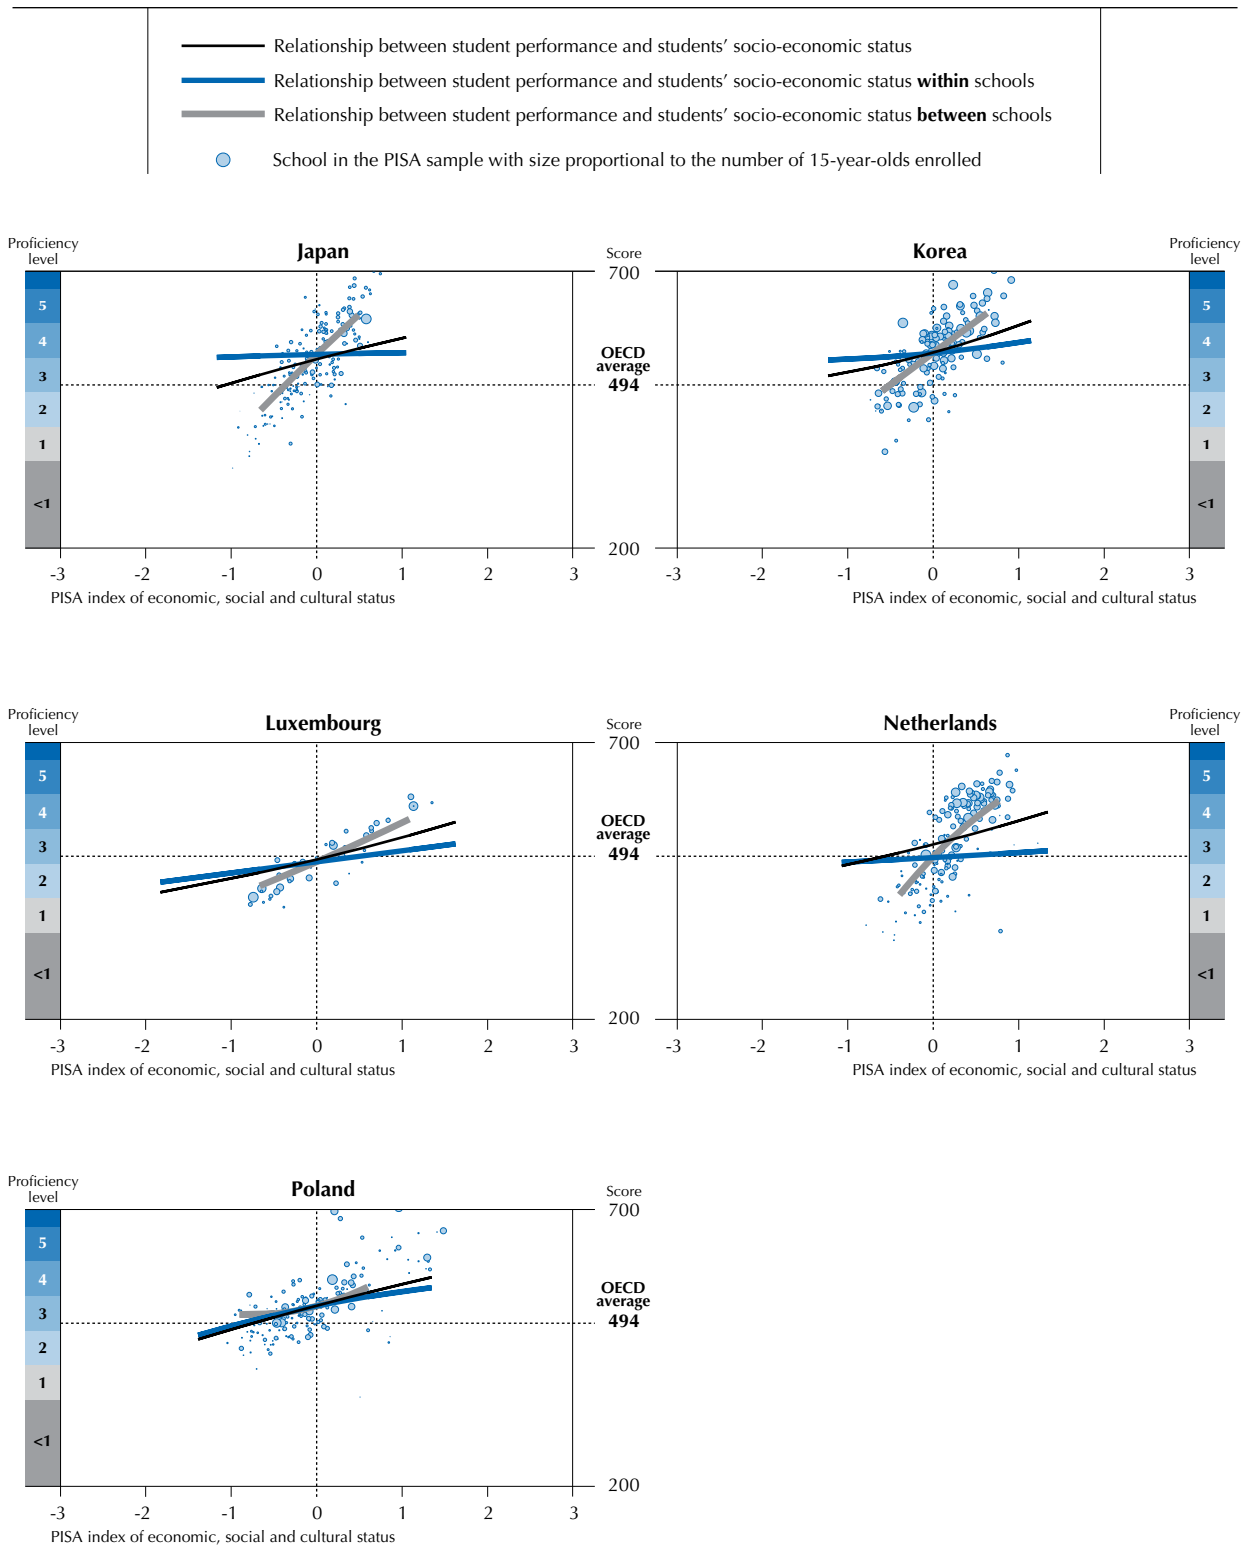 Relationship between student performance and students’ socio-economic status
Relationship between student performance and students’ socio-economic status within schools
Relationship between student performance and students’ socio-economic status between schools
School in the PISA sample with size proportional to the number of 15-year-olds enrolled
Proficiency
level
Japan
Score
700
Korea
Proficiency
level
5
4
3
2
1
<1
OECD
average
494
5
4
3
2
1
<1
200
-3 -2 -1 0 1 2 3
-3 -2 -1 0 1 2 3
PISA index of economic, social and cultural status
PISA index of economic, social and cultural status
Proficiency
level
Luxembourg
Score
700
Netherlands
Proficiency
level
5
4
3
2
1
<1
OECD
average
494
5
4
3
2
1
<1
200
-3 -2 -1 0 1 2 3
-3 -2 -1 0 1 2 3
PISA index of economic, social and cultural status
PISA index of economic, social and cultural status
Proficiency
level
Poland
Score
700
5
4
3
2
1
<1
OECD
average
494
200
-3 -2 -1 0 1 2 3
PISA index of economic, social and cultural status